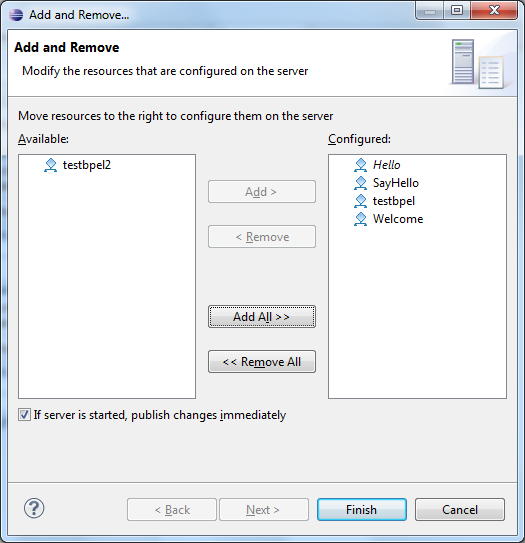 Add and Remove...
Add and Remove
Modify the resources that are configured on the server
Move resources to the right to configure them on the server
Available:
Configured:
testbpel2
Hello
SayHello
testbpel
Welcome
Add >
< Remove
Add All >>
<< Remove All
If server is started, publish changes immediately
?
< Back
Next >
Finish
Cancel